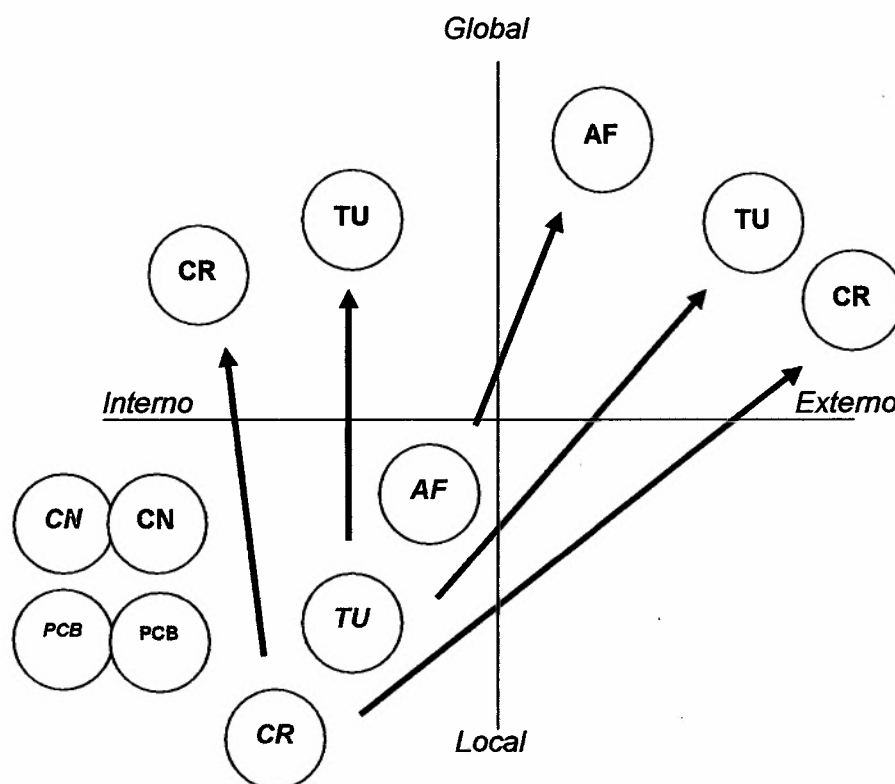 Global
AF
TU
TU
CR
CR
Interno
Externo
AF
CN
CN
TU
PCB
PCB
CR
Local